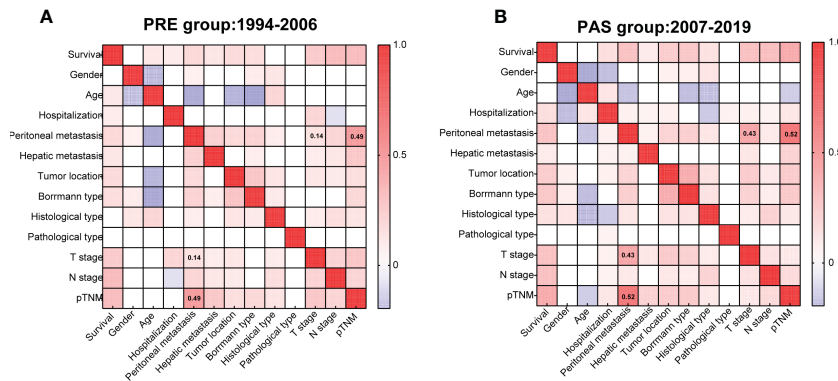 A
PRE group:1994-2006
Survival
Gender
Age
Hospitalization
Peritoneal metastasis
Hepatic metastasis
Tumor location
Borrmann type
Histological type
Pathological type
T stage
N stage
pTNM
0.14
0.49
0.14
0.49
Survival
Gender
Age
Hospitalization
Peritoneal metastasis
Hepatic metastasis
Tumor location
Borrmann type
Histological type
Pathological type
T stage
N stage
pTNM
1.0
0.5
0
B
PAS group:2007-2019
Survival
Gender
Age
Hospitalization
Peritoneal metastasis
Hepatic metastasis
Tumor location
Borrmann type
Histological type
Pathological type
T stage
N stage
pTNM
0.43
0.52
0.43
0.52
Survival
Gender
Age
Hospitalization
Peritoneal metastasis
Hepatic metastasis
Tumor location
Borrmann type
Histological type
Pathological type
T stage
N stage
pTNM
1.0
0.5
0